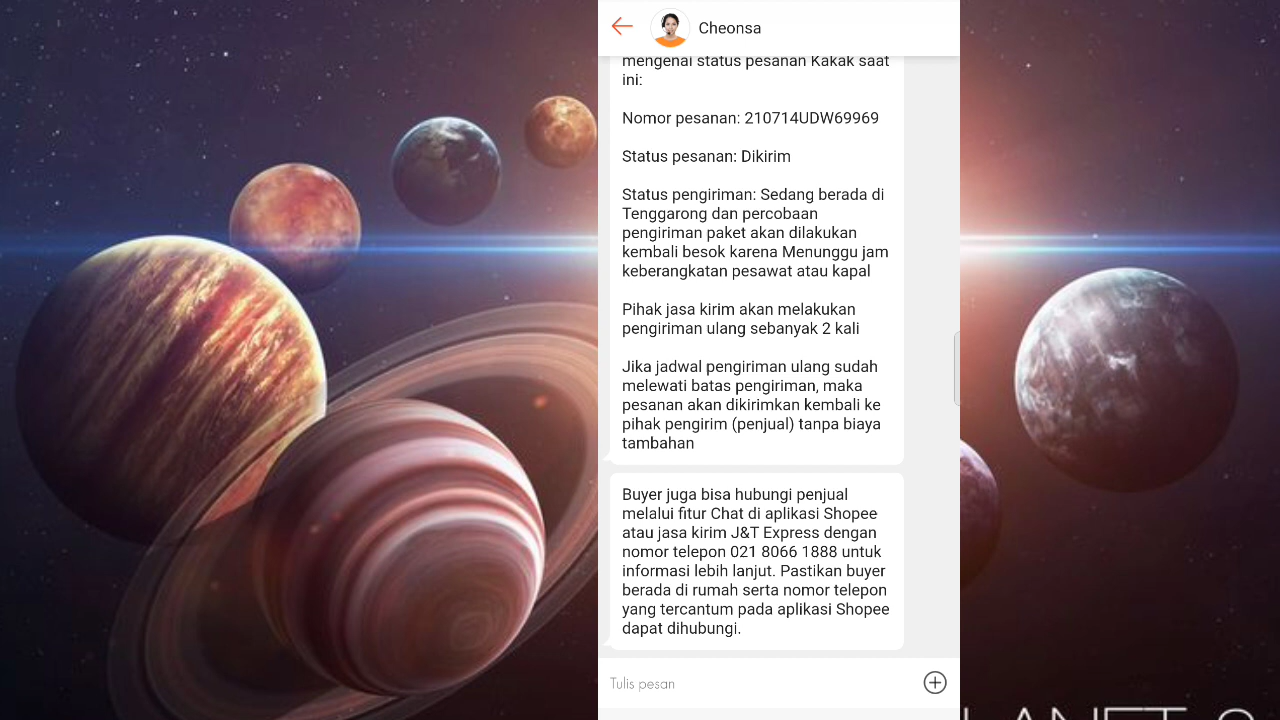 Cheonsa
mengenai status pesanan Kakak saat
ini:
Nomor pesanan: 210714UDW69969
Status pesanan: Dikirim
Status pengiriman: Sedang berada di
Tenggarong dan percobaan
pengiriman paket akan dilakukan
kembali besok karena Menunggu jam
keberangkatan pesawat atau kapal
Pihak jasa kirim akan melakukan
pengiriman ulang sebanyak 2 kali
Jika jadwal pengiriman ulang sudah
melewati batas pengiriman, maka
pesanan akan dikirimkan kembali ke
pihak pengirim (penjual) tanpa biaya
tambahan
Buyer juga bisa hubungi penjual
melalui fitur Chat di aplikasi Shopee
atau jasa kirim J&T Express dengan
nomor telepon 021 8066 1888 untuk
informasi lebih lanjut. Pastikan buyer
berada di rumah serta nomor telepon
yang tercantum pada aplikasi Shopee
dapat dihubungi.
Tulis pesan